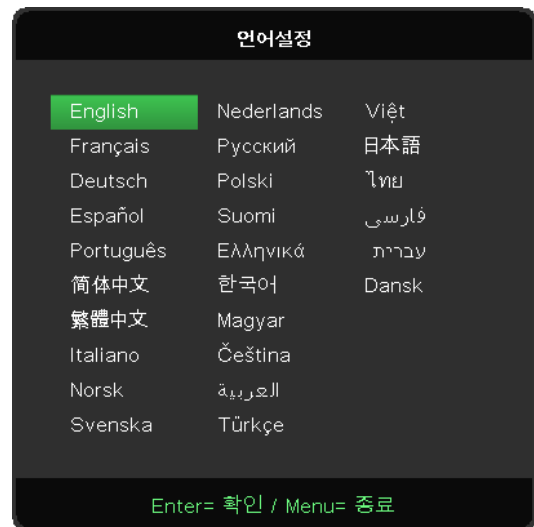 언어설정
English Nederlands Việt
Français Русский 日本語
Deutsch Polski ไทย
Español Suomi فارسی
Português Ελληνικά עברית
简体中文 한국어 Dansk
繁體中文 Magyar
Italiano Čeština
Norsk العربية
Svenska Türkçe
Enter= 확인 / Menu= 종료